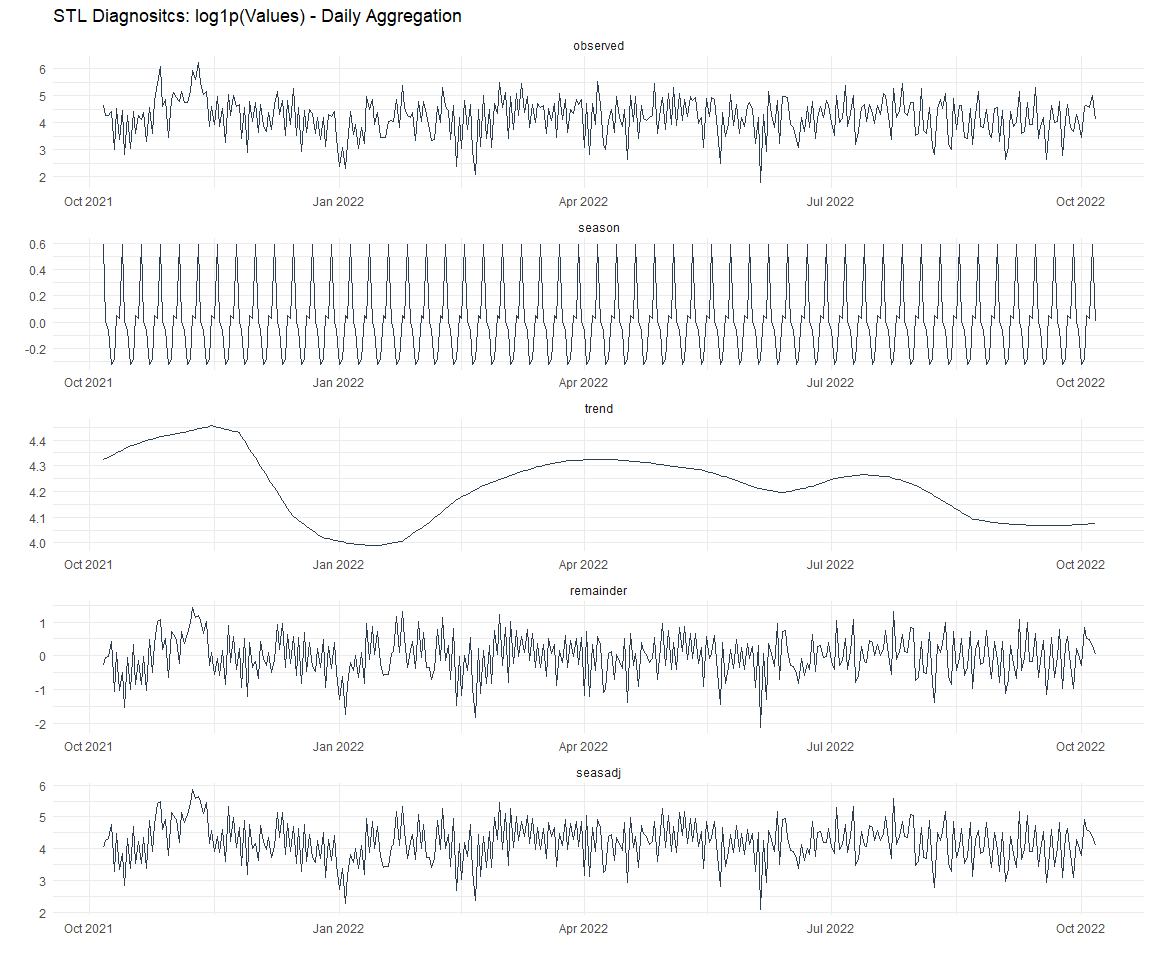 STL Diagnositcs: log1p(Values) - Daily Aggregation
observed
6
5
4
3
2
Oct 2021 Jan 2022 Apr 2022 Jul 2022 Oct 2022
season
0.6
0.4
0.2
0.0
-0.2
Oct 2021 Jan 2022 Apr 2022 Jul 2022 Oct 2022
trend
4.4
4.3
4.2
4.1
4.0
Oct 2021 Jan 2022 Apr 2022 Jul 2022 Oct 2022
remainder
1
0
-1
-2
Oct 2021 Jan 2022 Apr 2022 Jul 2022 Oct 2022
seasadj
6
5
4
3
2
Oct 2021 Jan 2022 Apr 2022 Jul 2022 Oct 2022